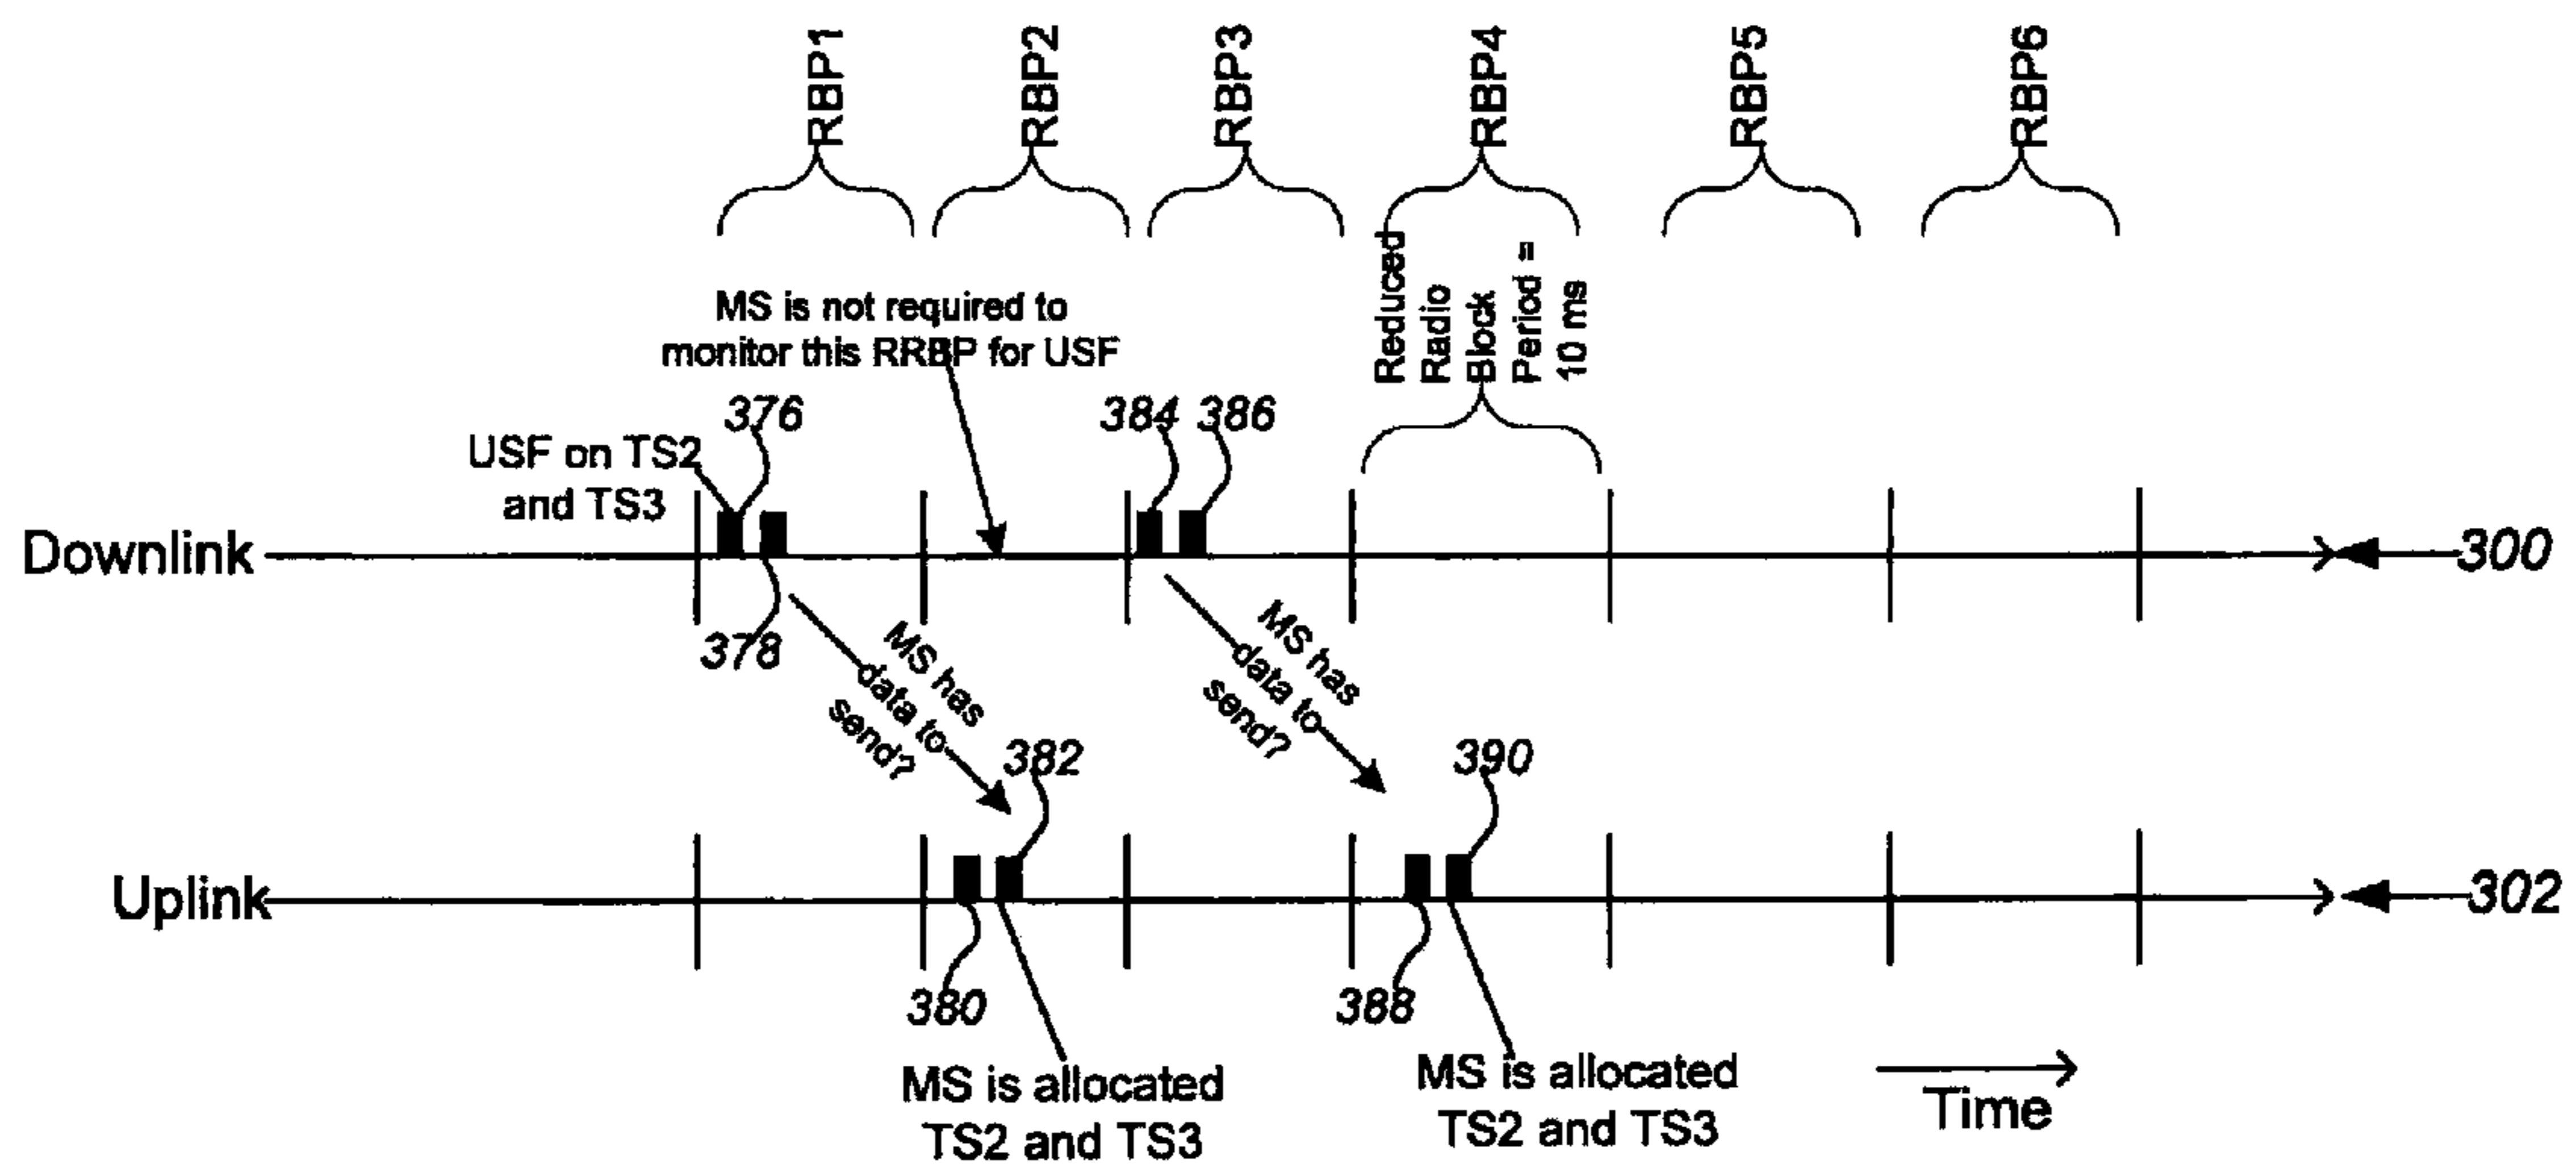 RBP1
RBP2
RBP3
RBP4
RBP5
RBP6
MS is not required to
monitor this RRBP for USF
Reduced
Radio
Block
Period =
10 ms
376
384
386
USF on TS2
and TS3
Downlink
300
378
MS has
data to
send?
MS has
data to
send?
382
390
Uplink
302
380
388
MS is allocated
TS2 and TS3
MS is allocated
TS2 and TS3
Time